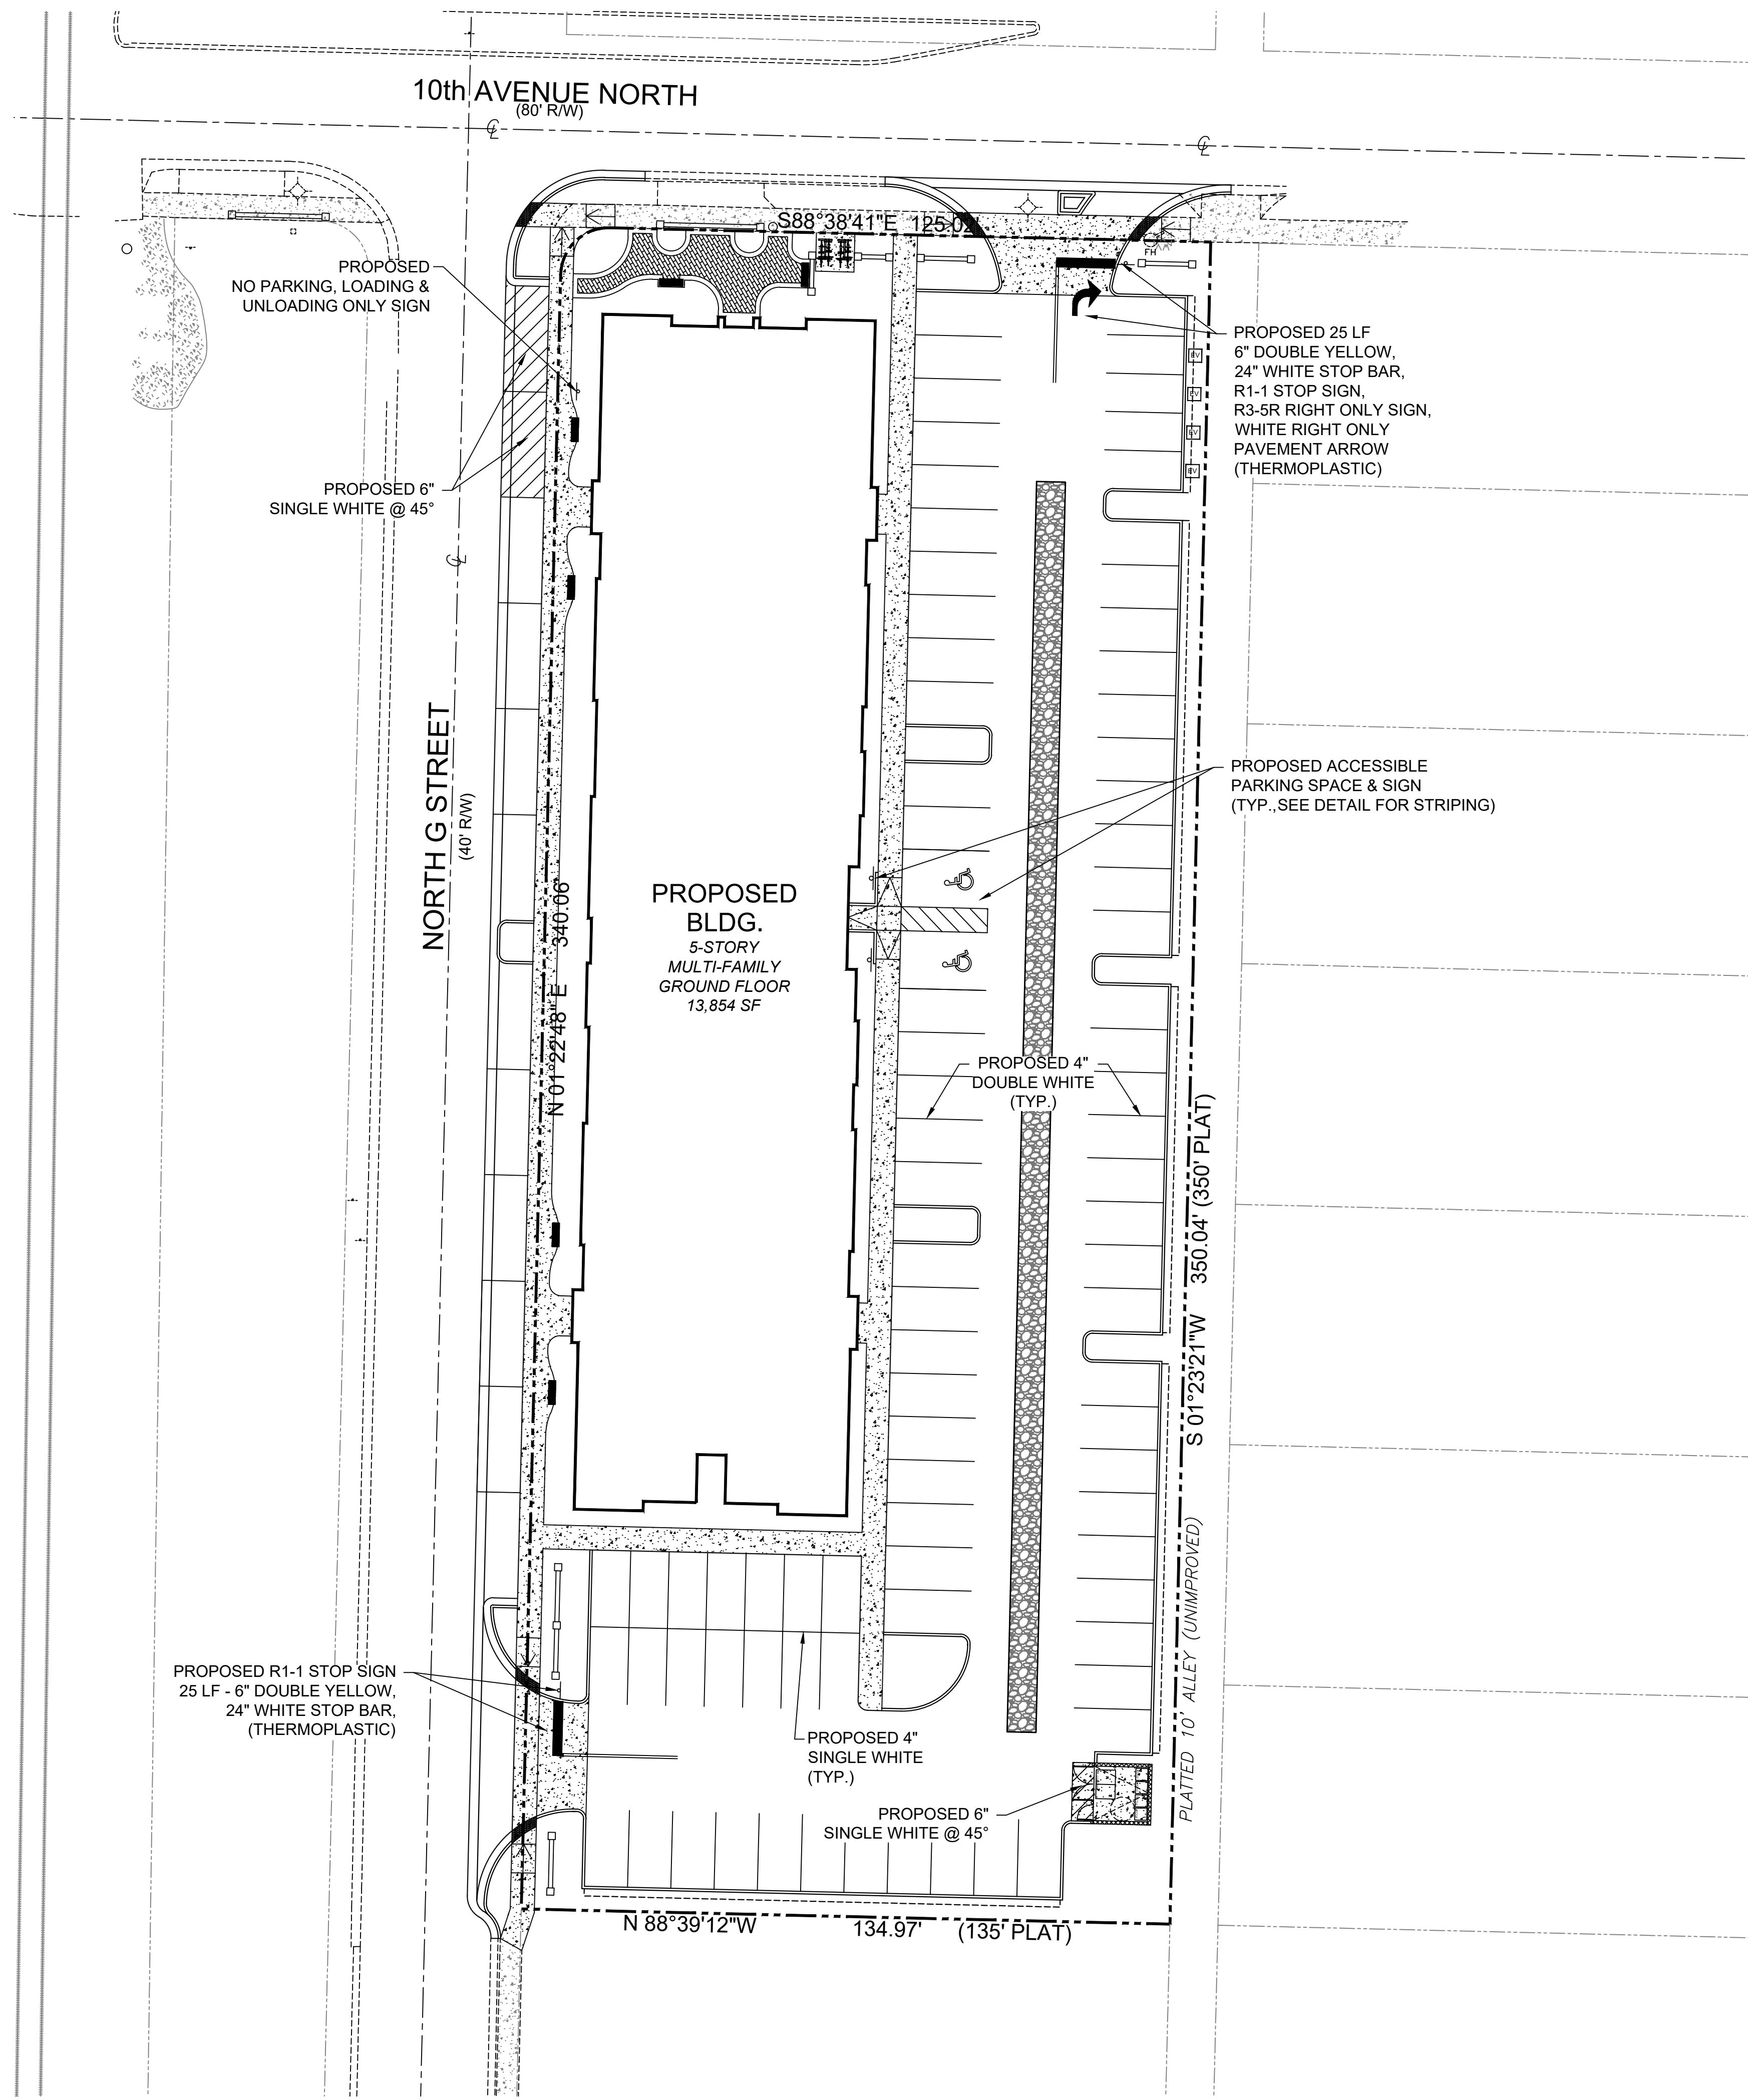 10th AVENUE NORTH
(80' R/W)
S88°38'41"E 125.02'
FH
PROPOSED
NO PARKING, LOADING &
UNLOADING ONLY SIGN
PROPOSED 25 LF
6" DOUBLE YELLOW,
24" WHITE STOP BAR,
R1-1 STOP SIGN,
R3-5R RIGHT ONLY SIGN,
WHITE RIGHT ONLY
PAVEMENT ARROW
(THERMOPLASTIC)
EV
EV
EV
EV
PROPOSED 6"
SINGLE WHITE @ 45°
NORTH G STREET
(40' R/W)
N 01°22'48" E 340.06'
PROPOSED ACCESSIBLE
PARKING SPACE & SIGN
(TYP.,SEE DETAIL FOR STRIPING)
PROPOSED
BLDG.
5-STORY
MULTI-FAMILY
GROUND FLOOR
13,854 SF
PROPOSED 4"
DOUBLE WHITE
(TYP.)
S 01°23'21"W 350.04' (350' PLAT)
PLATTED 10' ALLEY (UNIMPROVED)
PROPOSED R1-1 STOP SIGN
25 LF - 6" DOUBLE YELLOW,
24" WHITE STOP BAR,
(THERMOPLASTIC)
PROPOSED 4"
SINGLE WHITE
(TYP.)
PROPOSED 6"
SINGLE WHITE @ 45°
N 88°39'12"W 134.97' (135' PLAT)